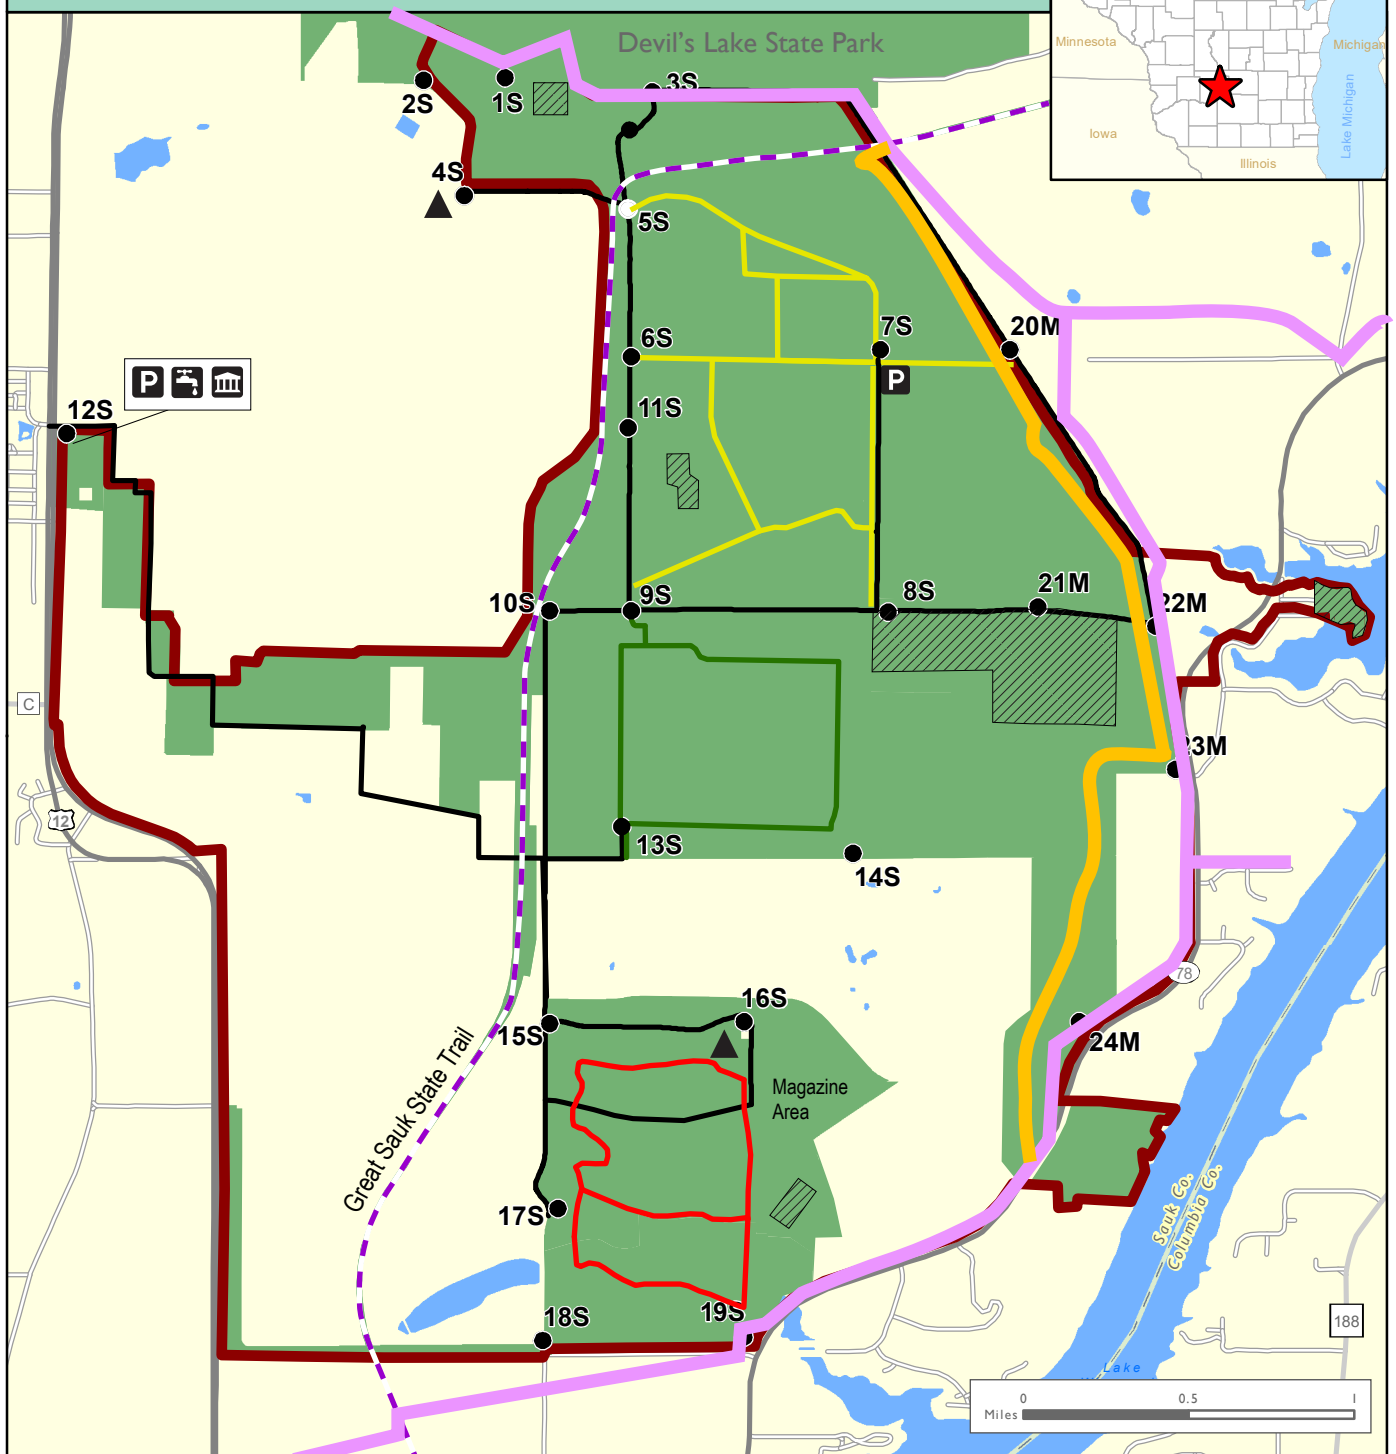 Devil's Lake State Park
Minnesota
Michigan
Iowa
Illinois
Lake Michigan
2S
1S
3S
4S
5S
6S
7S
20M
P
P
12S
11S
10S
9S
8S
21M
22M
C
12
23M
13S
14S
78
16S
15S
24M
Magazine
Area
Great Sauk State Trail
17S
Sauk Co.
Columbia Co.
18S
19S
188
Lake
0 0.5 1
Miles